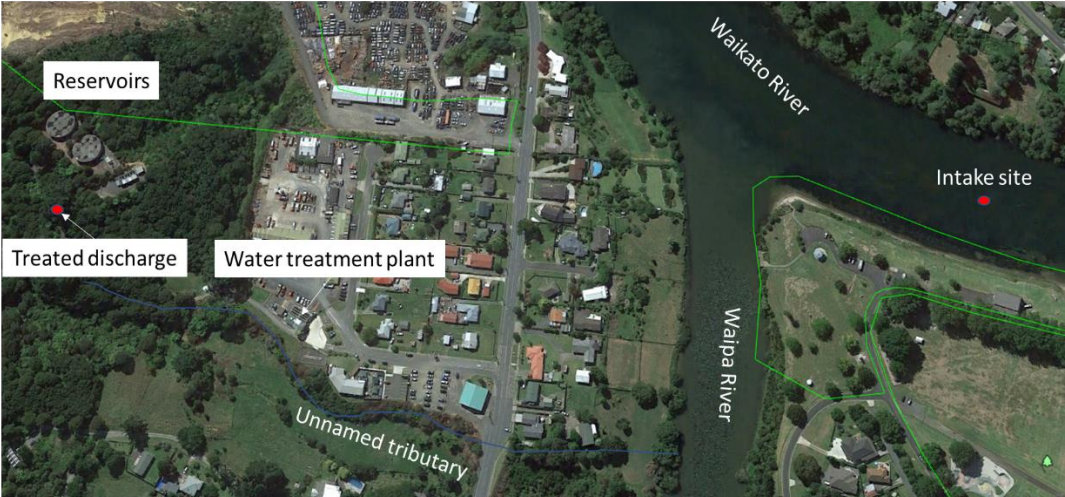 Waikato River
Reservoirs
Intake site
Treated discharge
Water treatment plant
Waipa River
Unnamed tributary